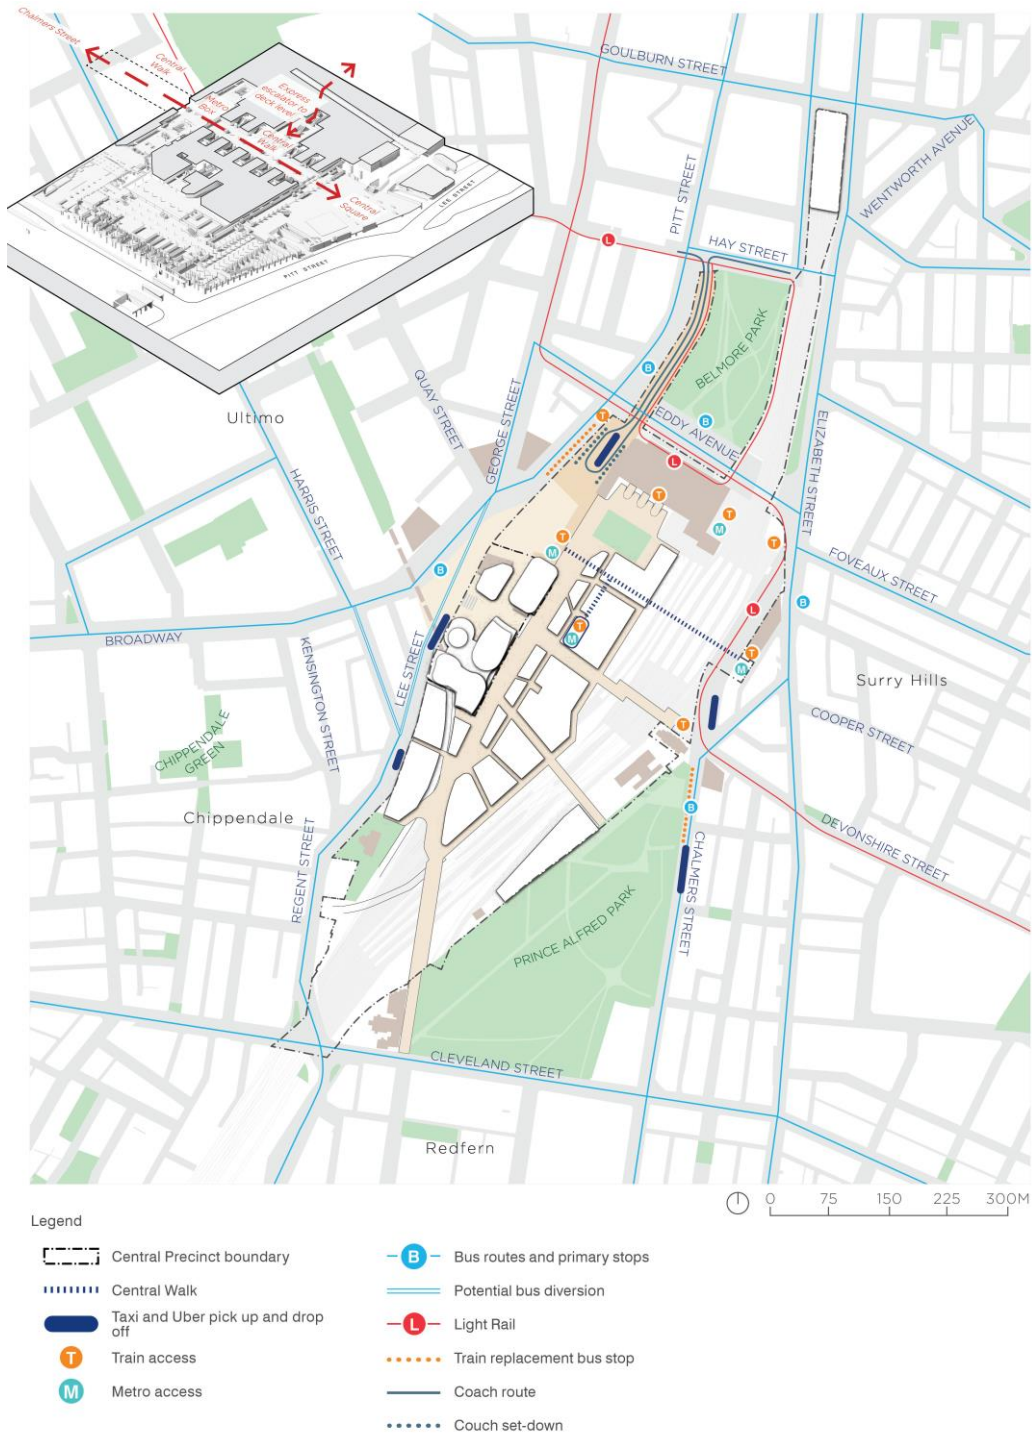 Chalmers Street
Central
Walk
Metro
Box
Express
escalator to
deck level
Central
Walk
Central
Square
LEE STREET
PITT STREET
GOULBURN STREET
WENTWORTH AVENUE
PITT STREET
L
HAY STREET
BELMORE PARK
B
QUAY STREET
Ultimo
GEORGE STREET
T
EDDY AVENUE
B
ELIZABETH STREET
L
HARRIS STREET
T
T
M
T
T
M
FOVEAUX STREET
B
B
L
BROADWAY
KENSINGTON STREET
LEE STREET
T
M
T
M
Surry Hills
COOPER STREET
T
CHIPPENDALE
GREEN
Chippendale
B
DEVONSHIRE STREET
REGENT STREET
CHALMERS STREET
PRINCE ALFRED PARK
CLEVELAND STREET
Redfern
0 75 150 225 300M
Legend
Central Precinct boundary
Central Walk
Taxi and Uber pick up and drop
off
T Train access
M Metro access
B Bus routes and primary stops
Potential bus diversion
L Light Rail
Train replacement bus stop
Coach route
Couch set-down